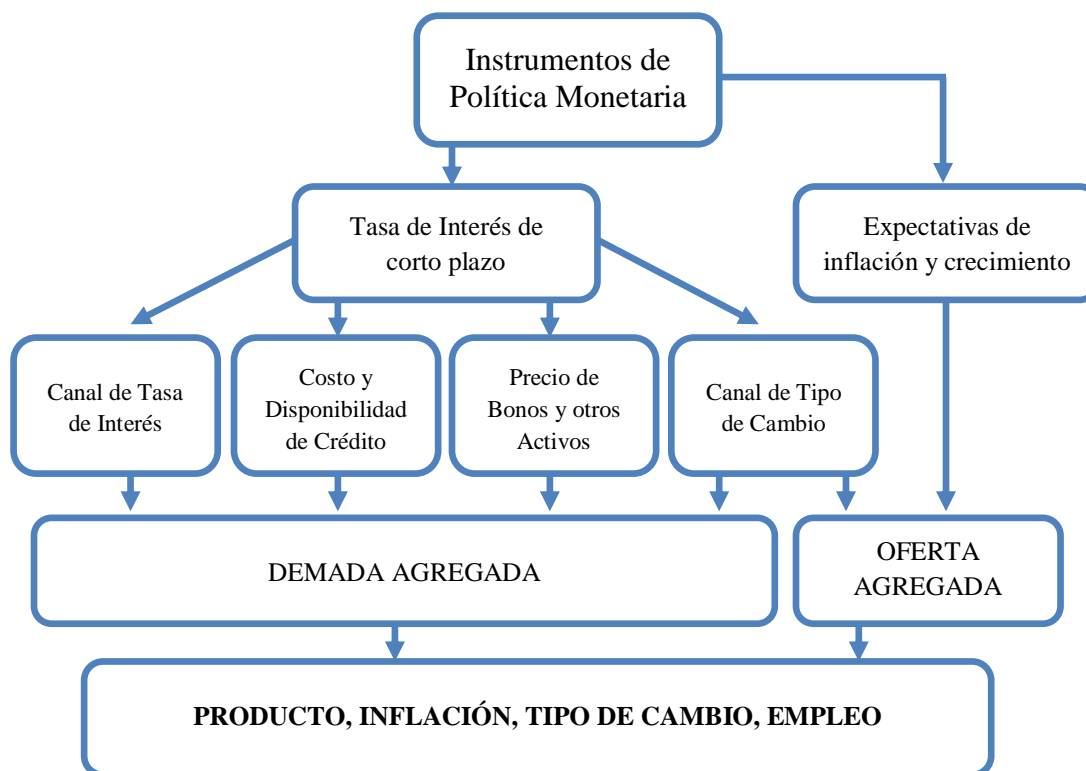 Instrumentos de
Política Monetaria
Tasa de Interés de
corto plazo
Expectativas de
inflación y crecimiento
Canal de Tasa
de Interés
Costo y
Disponibilidad
de Crédito
Precio de
Bonos y otros
Activos
Canal de Tipo
de Cambio
DEMADA AGREGADA
OFERTA
AGREGADA
PRODUCTO, INFLACIÓN, TIPO DE CAMBIO, EMPLEO